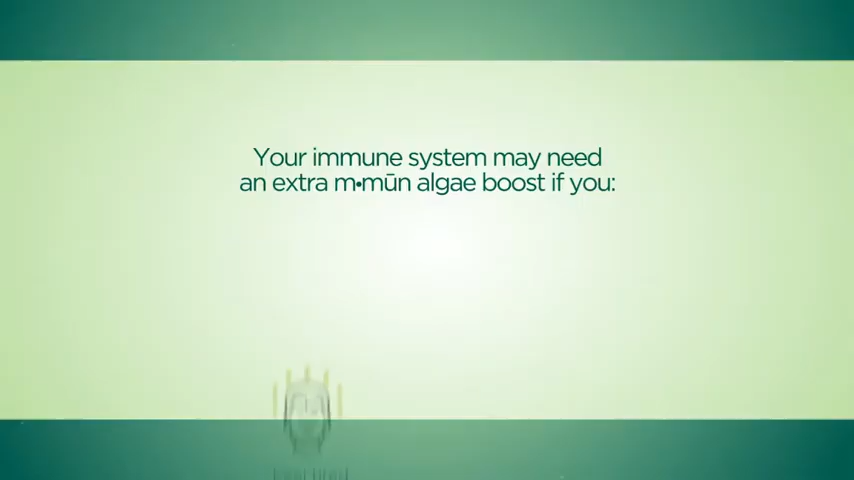 Your immune system may need
an extra m•mūn algae boost if you: